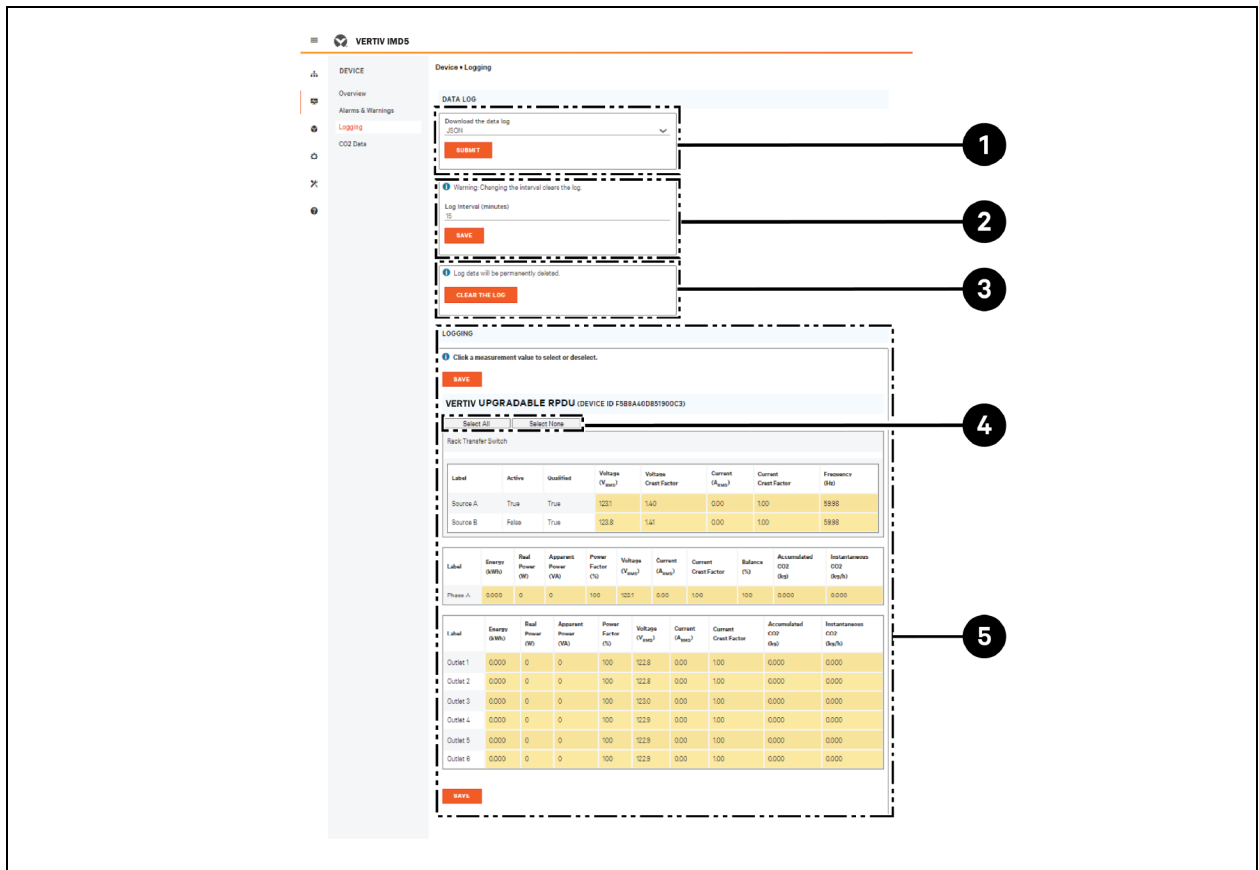 VERTIV IMD5
DEVICE
Overview
Alarms & Warnings
Logging
CO2 Data
Device ▾ Logging
DATA LOG
Download the data log
JSON
SUBMIT
1
Warning: Changing the interval clears the log.
Log Interval (minutes)
15
SAVE
2
Log data will be permanently deleted.
CLEAR THE LOG
3
LOGGING
Click a measurement value to select or deselect.
SAVE
VERTIV UPGRADABLE RPDU (DEVICE ID F5B8A40D851900C3)
Select All Select None
4
Rack Transfer Switch
Label Active Qualified Voltage (VRMS) Voltage Crest Factor Current (ARMS) Current Crest Factor Frequency (Hz)
Source A True True 123.1 1.40 0.00 1.00 59.98
Source B False True 123.8 1.41 0.00 1.00 59.98
Label Energy (kWh) Real Power (W) Apparent Power (VA) Power Factor (%) Voltage (VRMS) Current (ARMS) Current Crest Factor Balance (%) Accumulated CO2 (kg) Instantaneous CO2 (kg/h)
Phase A 0.000 0 0 100 123.1 0.00 1.00 100 0.000 0.000
Label Energy (kWh) Real Power (W) Apparent Power (VA) Power Factor (%) Voltage (VRMS) Current (ARMS) Current Crest Factor Accumulated CO2 (kg) Instantaneous CO2 (kg/h)
5
Outlet 1 0.000 0 0 100 122.8 0.00 1.00 0.000 0.000
Outlet 2 0.000 0 0 100 122.8 0.00 1.00 0.000 0.000
Outlet 3 0.000 0 0 100 123.0 0.00 1.00 0.000 0.000
Outlet 4 0.000 0 0 100 122.9 0.00 1.00 0.000 0.000
Outlet 5 0.000 0 0 100 122.9 0.00 1.00 0.000 0.000
Outlet 6 0.000 0 0 100 122.9 0.00 1.00 0.000 0.000
SAVE